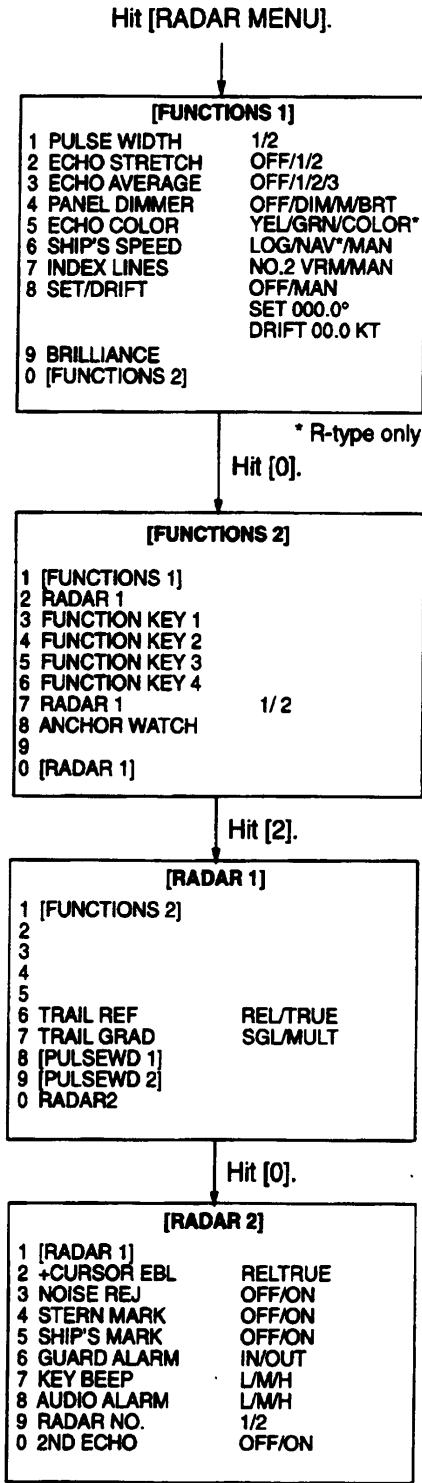 Hit [RADAR MENU].
[FUNCTIONS 1]
1 PULSE WIDTH 1/2
2 ECHO STRETCH OFF/1/2
3 ECHO AVERAGE OFF/1/2/3
4 PANEL DIMMER OFF/DIM/M/BRT
5 ECHO COLOR YEL/GRN/COLOR*
6 SHIP'S SPEED LOG/NAV*/MAN
7 INDEX LINES NO.2 VRM/MAN
8 SET/DRIFT OFF/MAN
SET 000.0°
DRIFT 00.0 KT
9 BRILLIANCE
0 [FUNCTIONS 2]
* R-type only
Hit [0].
[FUNCTIONS 2]
1 [FUNCTIONS 1]
2 RADAR 1
3 FUNCTION KEY 1
4 FUNCTION KEY 2
5 FUNCTION KEY 3
6 FUNCTION KEY 4
7 RADAR 1 1/ 2
8 ANCHOR WATCH
9
0 [RADAR 1]
Hit [2].
[RADAR 1]
1 [FUNCTIONS 2]
2
3
4
5
6 TRAIL REF REL/TRUE
7 TRAIL GRAD SGL/MULT
8 [PULSEWD 1]
9 [PULSEWD 2]
0 RADAR2
Hit [0].
[RADAR 2]
1 [RADAR 1]
2 +CURSOR EBL RELTRUE
3 NOISE REJ OFF/ON
4 STERN MARK OFF/ON
5 SHIP'S MARK OFF/ON
6 GUARD ALARM IN/OUT
7 KEY BEEP L/M/H
8 AUDIO ALARM L/M/H
9 RADAR NO. 1/2
0 2ND ECHO OFF/ON